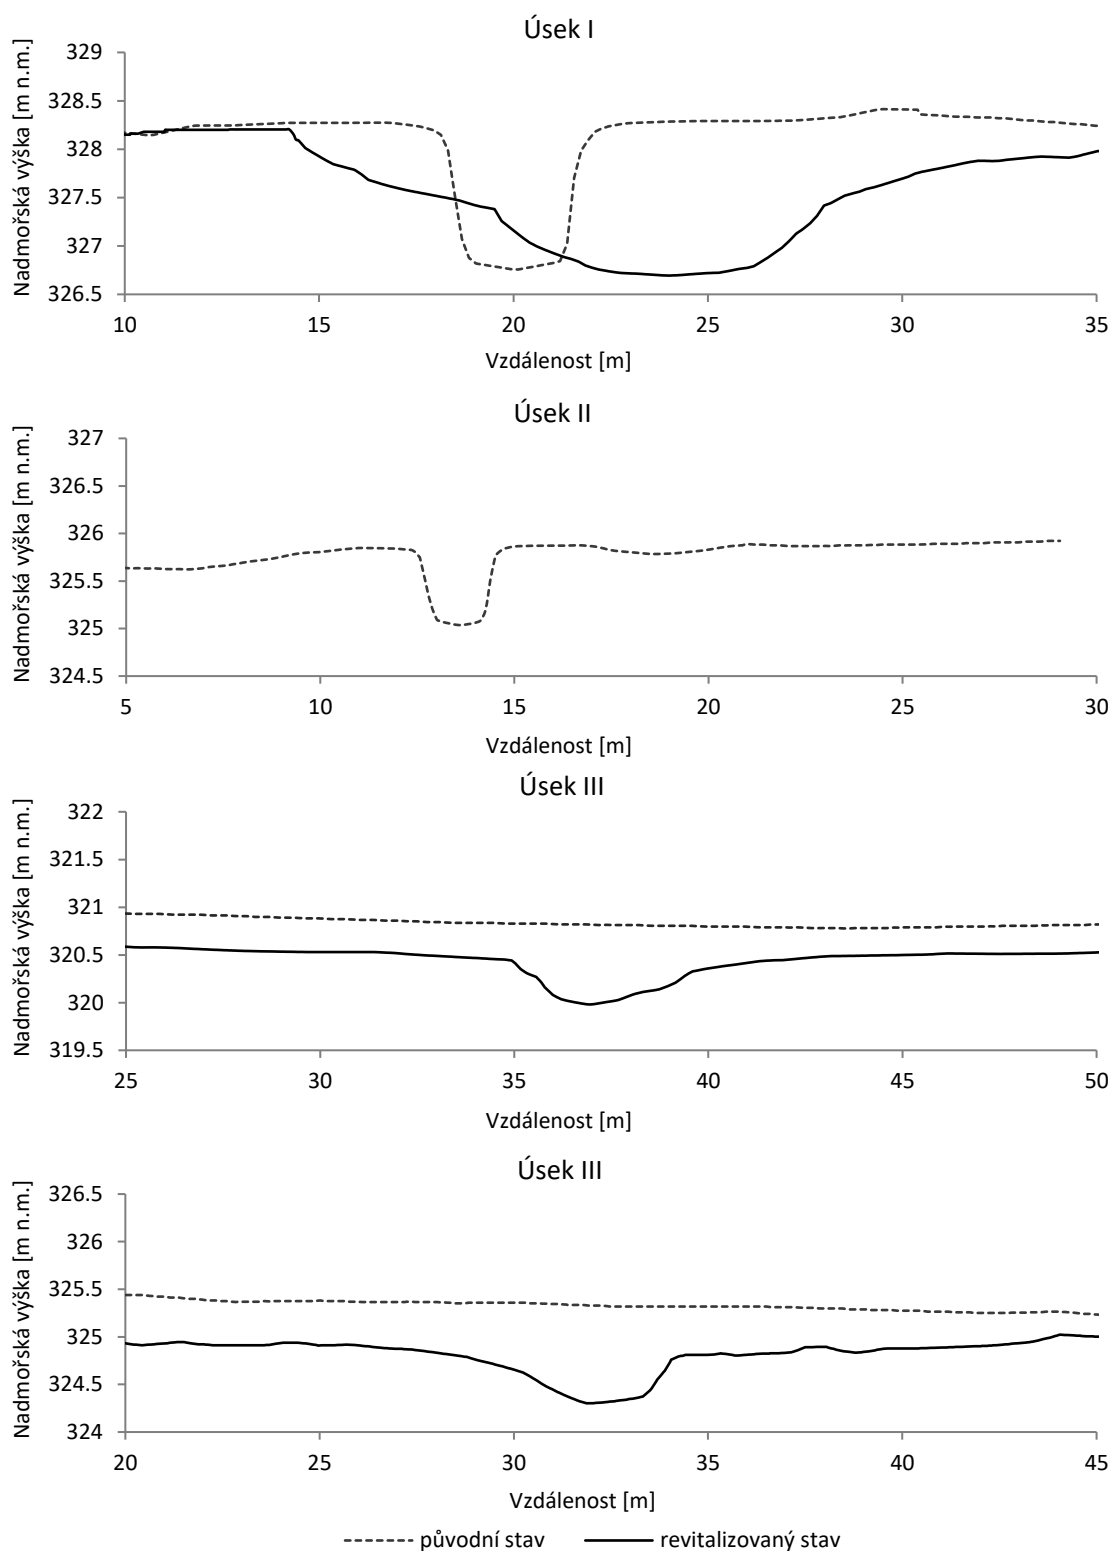 Úsek I
Nadmořská výška [m n.m.]
329
328.5
328
327.5
327
326.5
10 15 20 25 30 35
Vzdálenost [m]
Úsek II
Nadmořská výška [m n.m.]
327
326.5
326
325.5
325
324.5
5 10 15 20 25 30
Vzdálenost [m]
Úsek III
Nadmořská výška [m n.m.]
322
321.5
321
320.5
320
319.5
25 30 35 40 45 50
Vzdálenost [m]
Úsek III
Nadmořská výška [m n.m.]
326.5
326
325.5
325
324.5
324
20 25 30 35 40 45
Vzdálenost [m]
původní stav revitalizovaný stav